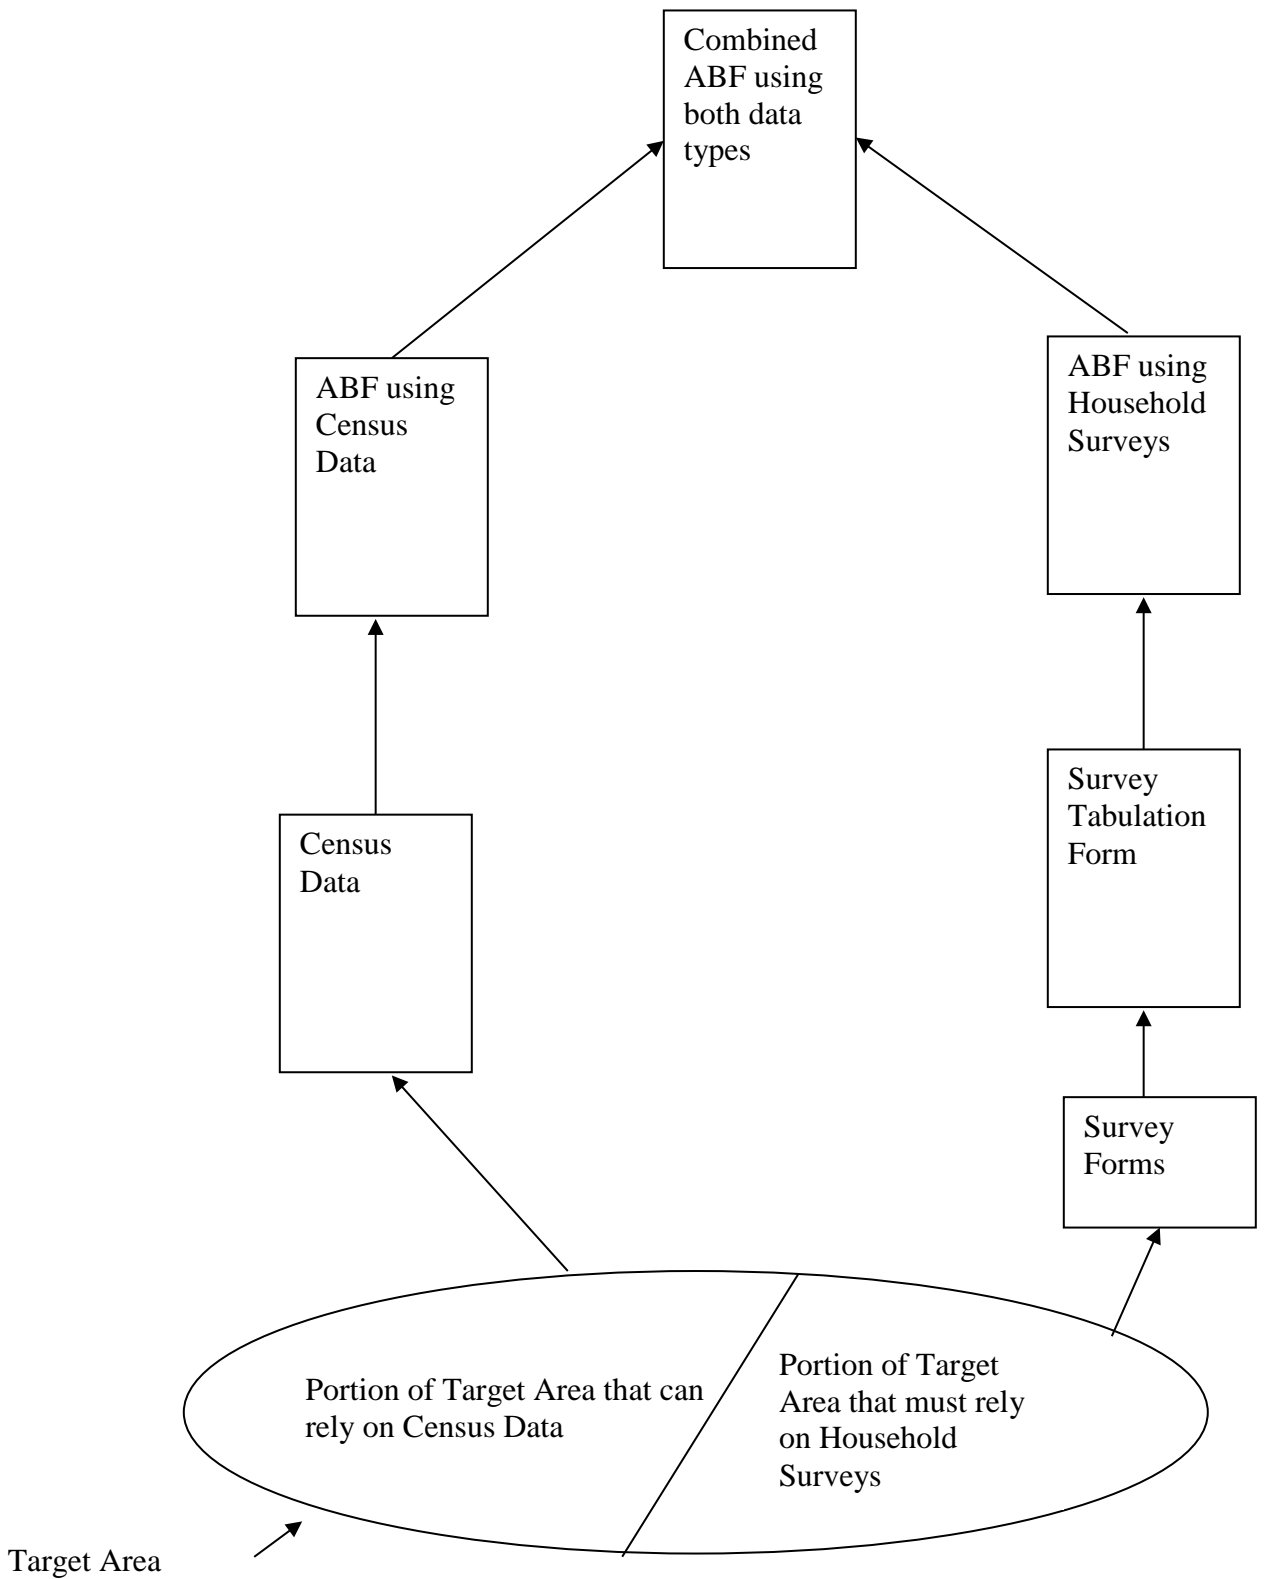 Combined
ABF using
both data
types
ABF using
Census
Data
ABF using
Household
Surveys
Survey
Tabulation
Form
Census
Data
Survey
Forms
Portion of Target Area that can
rely on Census Data
Portion of Target
Area that must rely
on Household
Surveys
Target Area